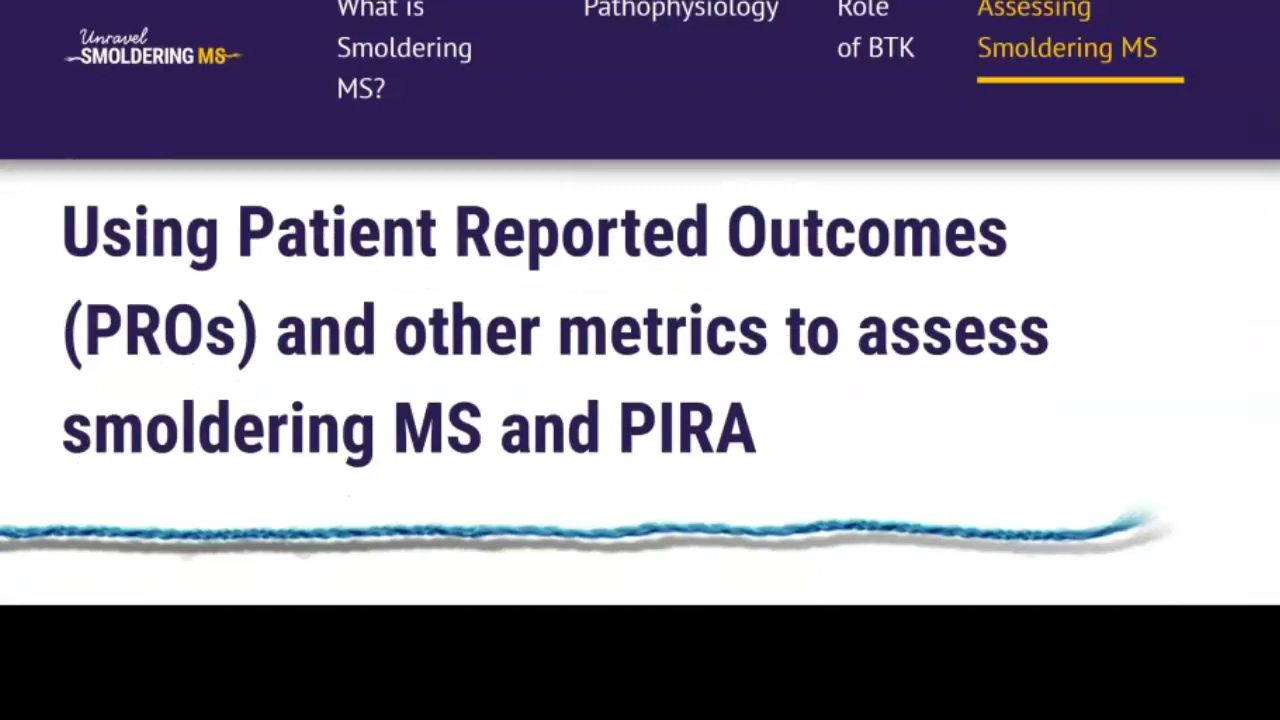 What is
Smoldering
MS?
Pathophysiology
Role
of BTK
Assessing
Smoldering MS
Unravel
SMOLDERING MS
Using Patient Reported Outcomes
(PROs) and other metrics to assess
smoldering MS and PIRA